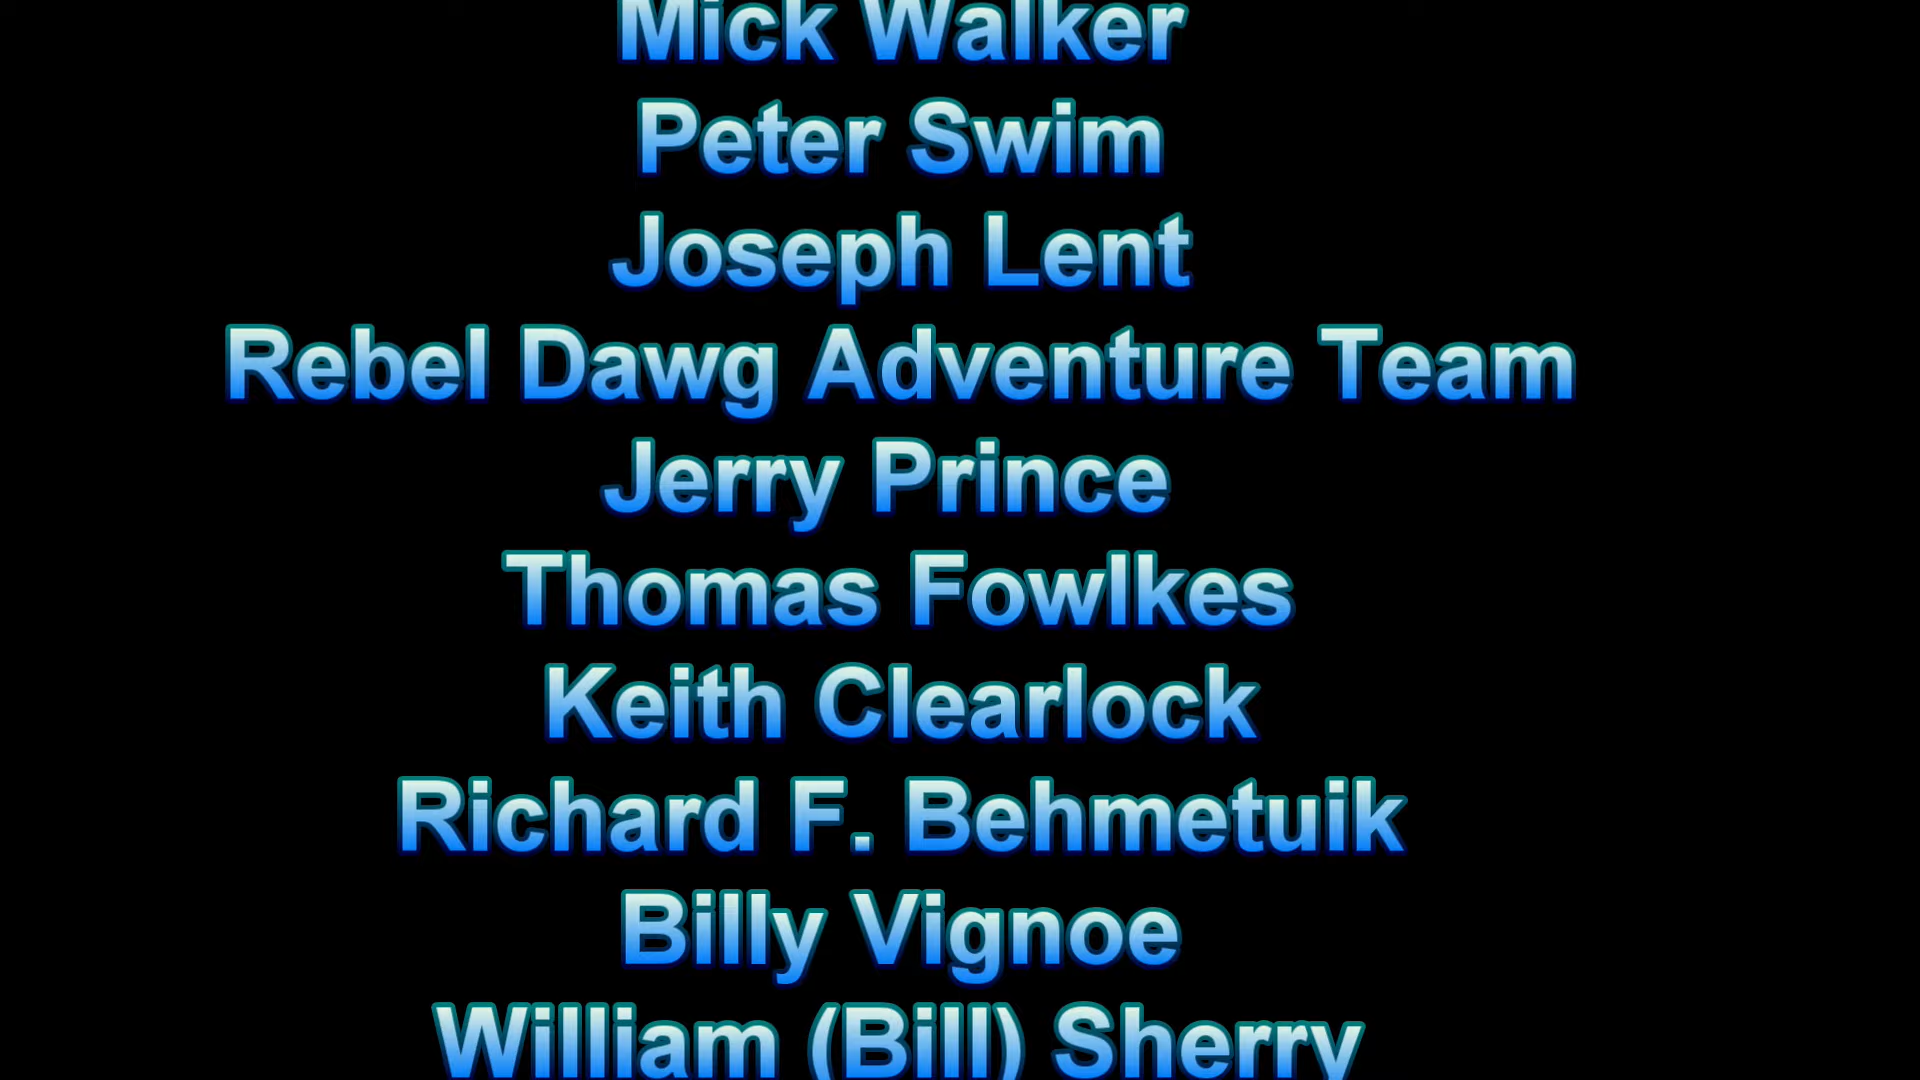 Mick Walker
Peter Swim
Joseph Lent
Rebel Dawg Adventure Team
Jerry Prince
Thomas Fowlkes
Keith Clearlock
Richard F. Behmetuik
Billy Vignoe
William (Bill) Sherry